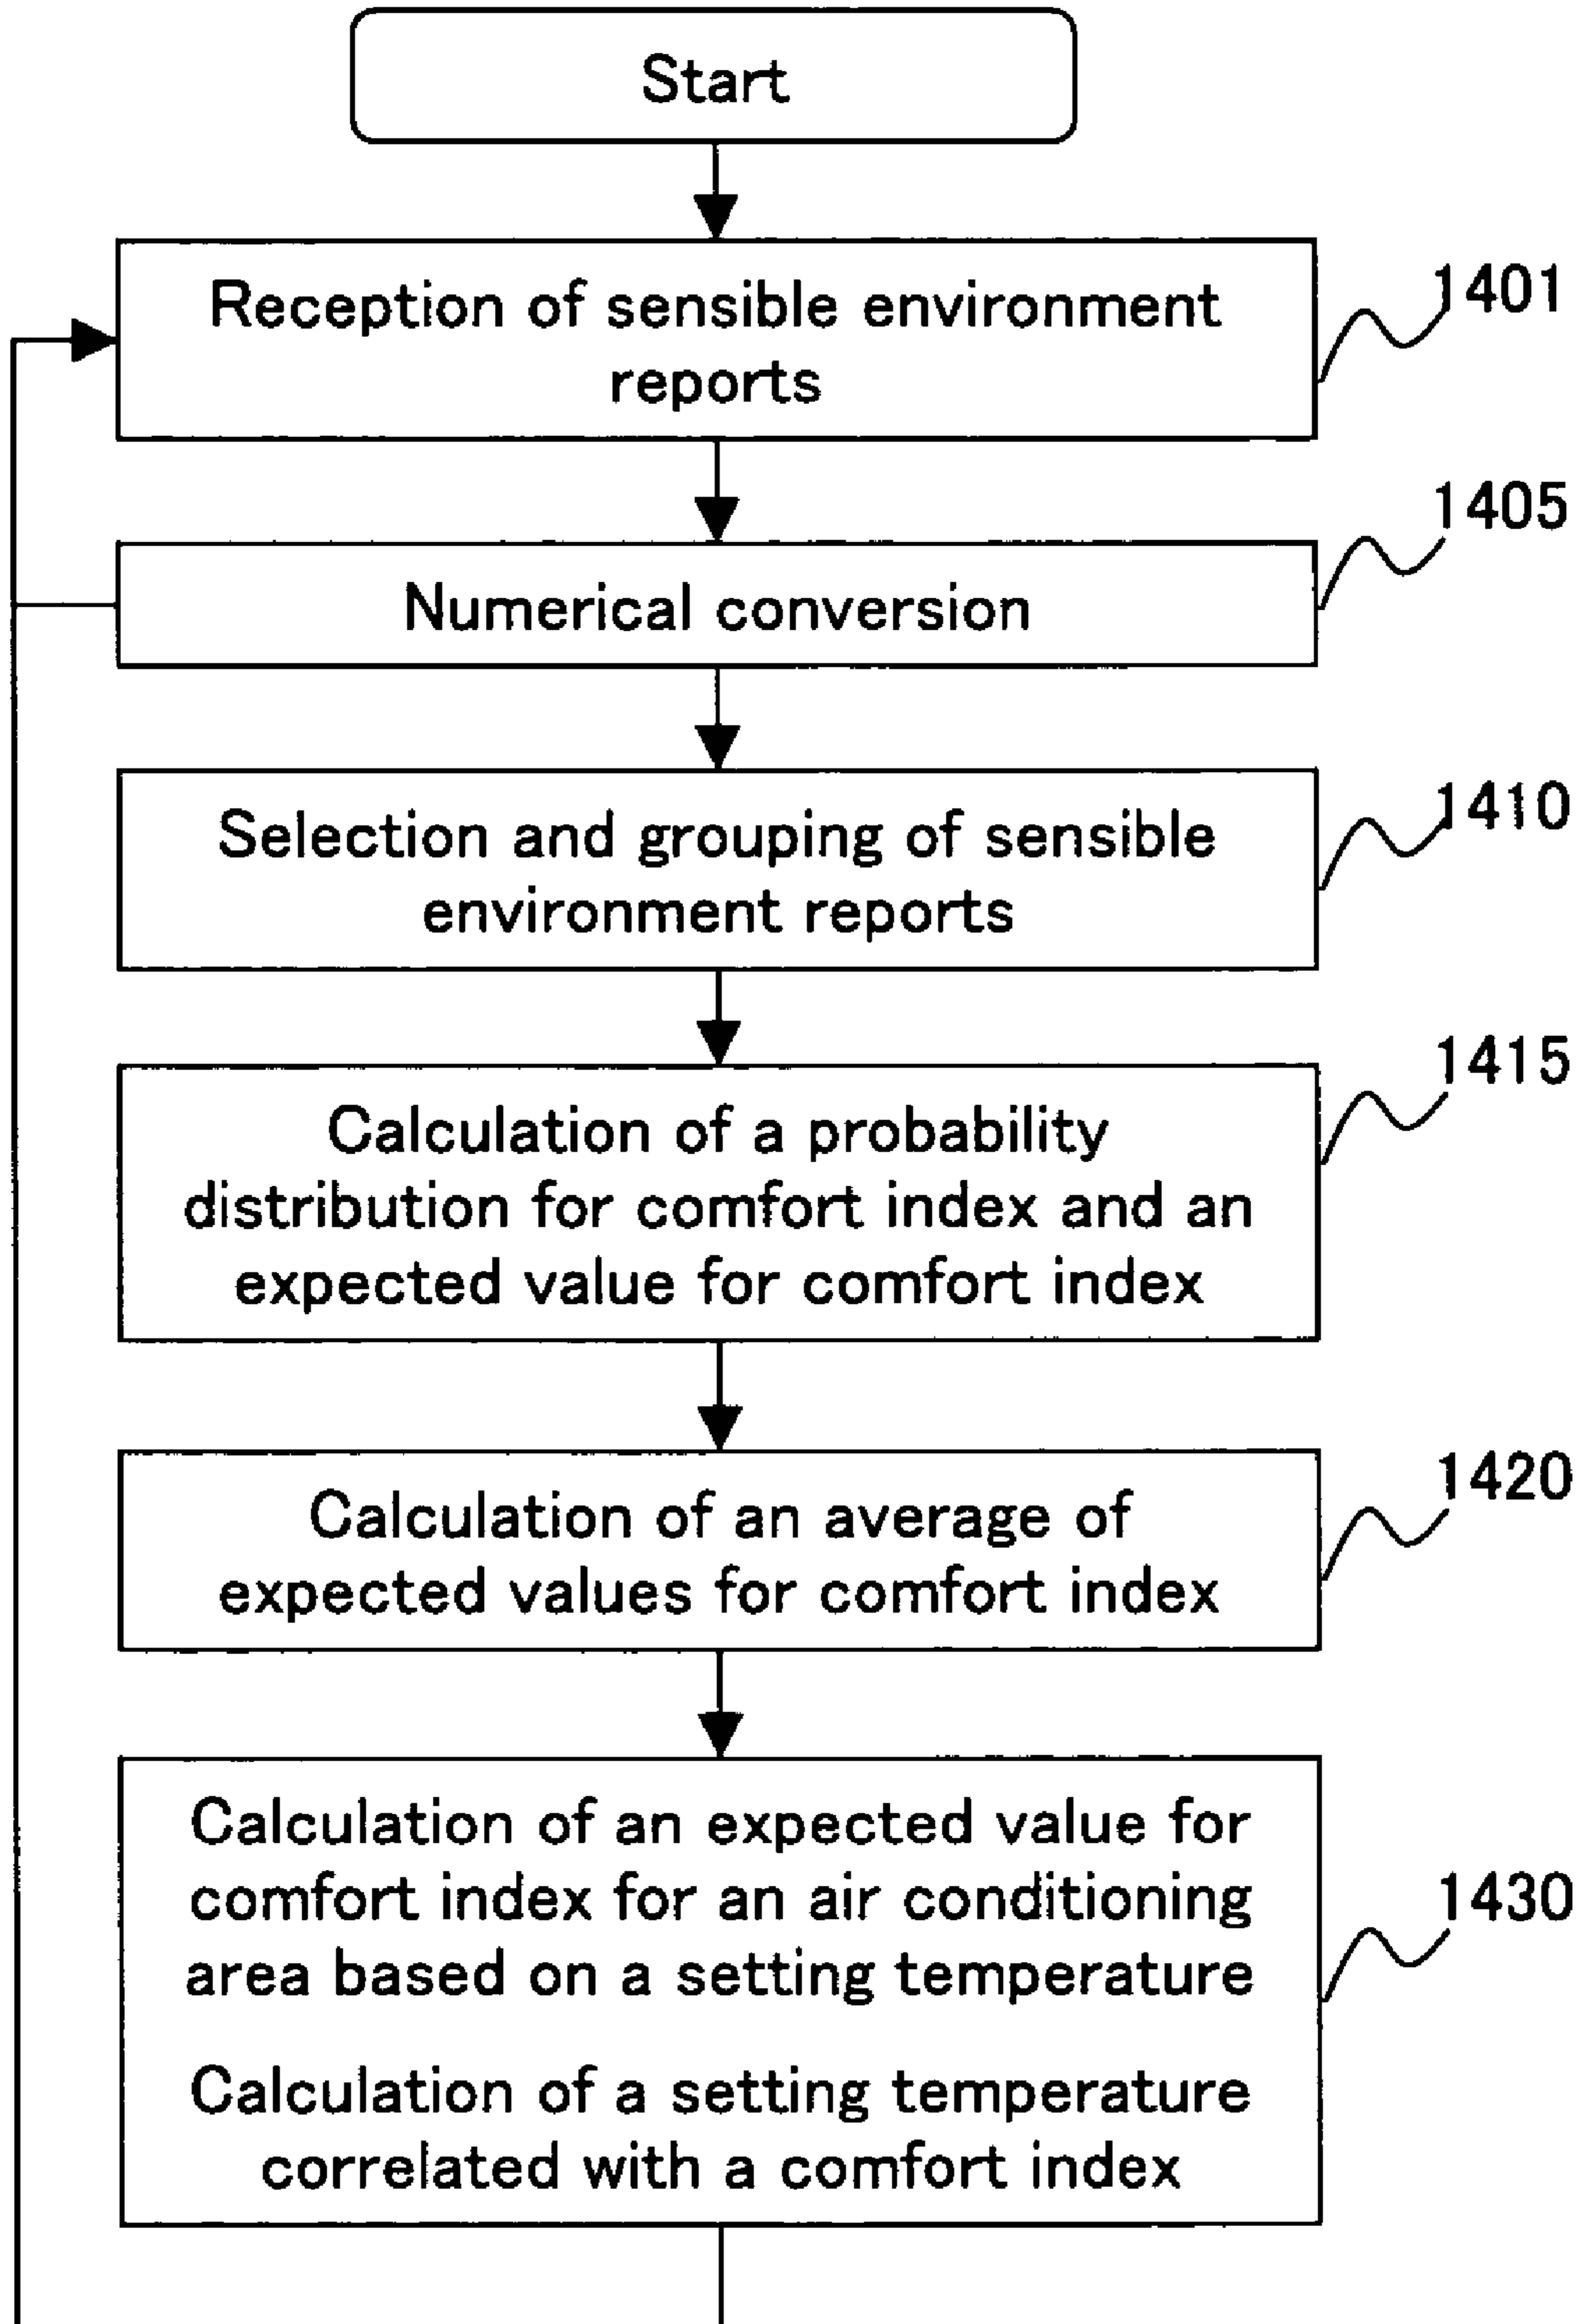 Start
Reception of sensible environment
reports
1401
Numerical conversion
1405
Selection and grouping of sensible
environment reports
1410
Calculation of a probability
distribution for comfort index and an
expected value for comfort index
1415
Calculation of an average of
expected values for comfort index
1420
Calculation of an expected value for
comfort index for an air conditioning
area based on a setting temperature
Calculation of a setting temperature
correlated with a comfort index
1430